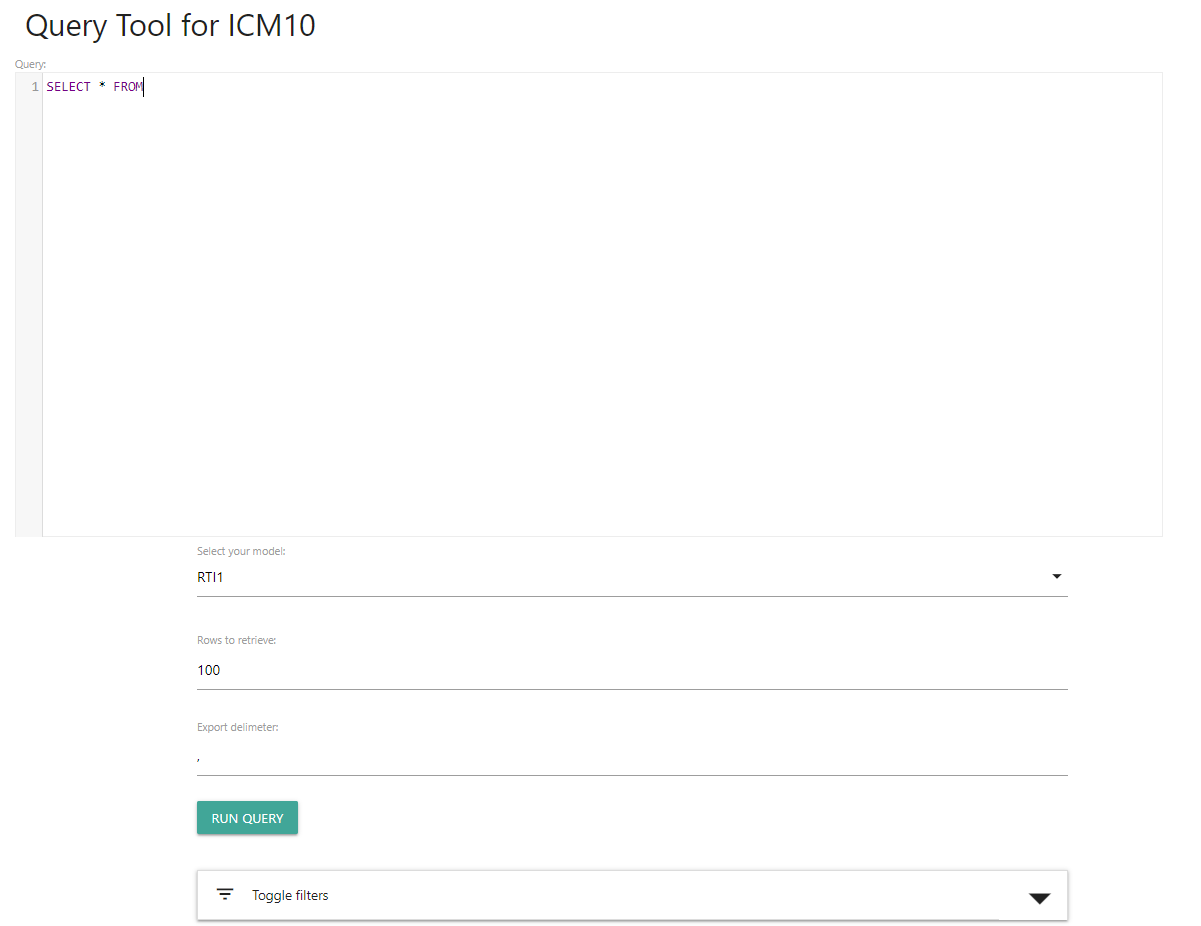 Query Tool for ICM10
Query:
1 SELECT * FROM
Select your model:
RTI1
Rows to retrieve:
100
Export delimeter:
,
RUN QUERY
Toggle filters